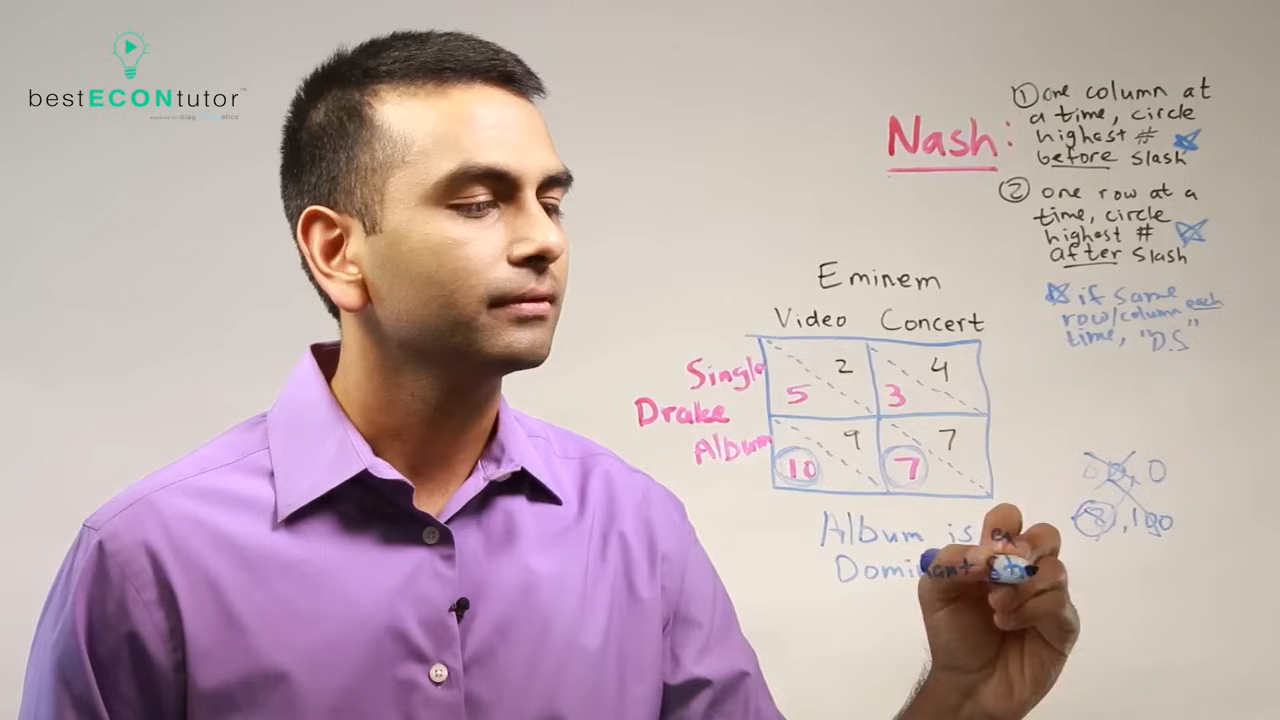 bestECONtutor™
Nash:
① one column at
a time, circle
highest #
before slash
② one row at a
time, circle
highest #
after slash
if same
row/column each
time, "D.S"
Eminem
Video Concert
Single
5 2 3 4
Drake
Album
10 9 7 7
0, 0
8, 100
Album is a
Dominant